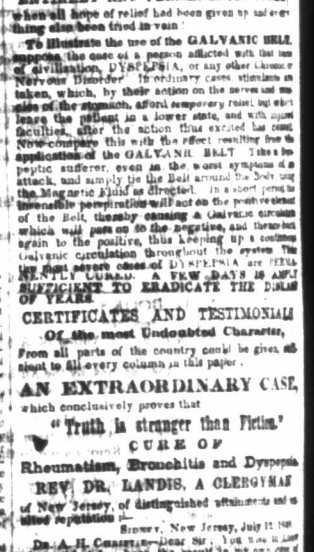 when all hope of relief had been given up and every
thing else been tried in vain!
To illustrate the use of the GALVANIC BELT,
suppose the case of a person afflicted with that bane
of civilization, DYSPEPSIA, or any other Chronic or
Nervous Disorder. In ordinary cases stimulants are
taken, which, by their action on the nerves and mus-
cles of the stomach, afford temporary relief, but which
leave the patient in a lower state, and with injured
faculties, after the action thus excited has ceased.
Now compare this with the effect resulting from the
application of the GALVANIC BELT. Take a Dys-
peptic sufferer, even in the worst symptoms of an
attack, and simply tie the Belt around the Body, using
the Magnetic Fluid as directed. In a short period the
insensible perspiration will act on the positive element
of the Belt, thereby causing a Galvanic circulation
which will pass on to the negative, and thence back
again to the positive, thus keeping up a continuous
Galvanic circulation throughout the system. Thus
the most severe cases of DYSPEPSIA are PERMA-
NENTLY CURED. A FEW DAYS IS AMPLY
SUFFICIENT TO ERADICATE THE DISEASE
OF YEARS.
CERTIFICATES AND TESTIMONIALS
Of the most Undoubted Character,
From all parts of the country could be given, suf-
ficient to fill every column in this paper.
AN EXTRAORDINARY CASE,
which conclusively proves that
"Truth is stranger than Fiction."
CURE OF
Rheumatism, Bronchitis and Dyspepsia
REV. DR. LANDIS, A CLERGYMAN
of New Jersey, of distinguished attainments and ex-
alted reputation:—
SIDNEY, New Jersey, July 12
DR. A. H. CHRISTIE—Dear Sir: You wish to know